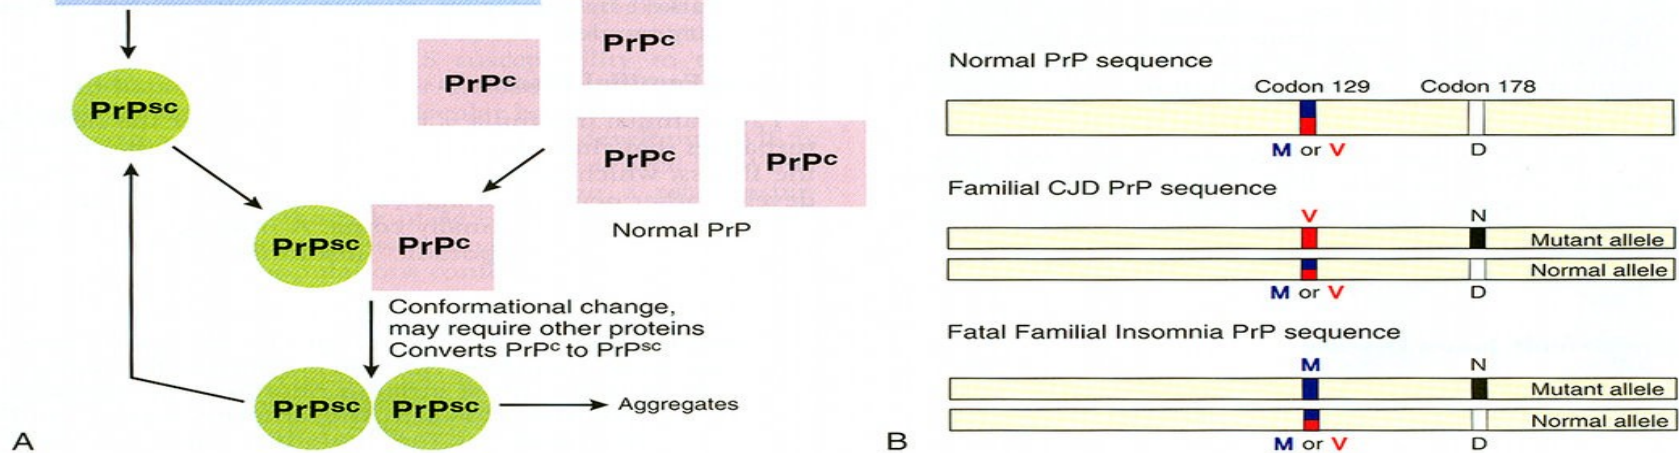 PrPsc
PrPc
PrPc
PrPc
PrPc
Normal PrP
PrPsc
PrPc
Conformational change,
may require other proteins
Converts PrPc to PrPsc
PrPsc
PrPsc
Aggregates
A
Normal PrP sequence
Codon 129
Codon 178
M or V
D
Familial CJD PrP sequence
V
N
Mutant allele
Normal allele
M or V
D
Fatal Familial Insomnia PrP sequence
M
N
Mutant allele
Normal allele
M or V
D
B